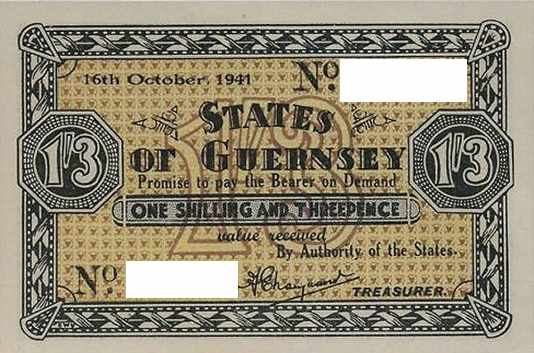 16th October, 1941
No.
STATES
OF GUERNSEY
1/3
1/3
Promise to pay the Bearer on Demand
ONE SHILLING AND THREEPENCE
value received
By Authority of the States.
No.
TREASURER.